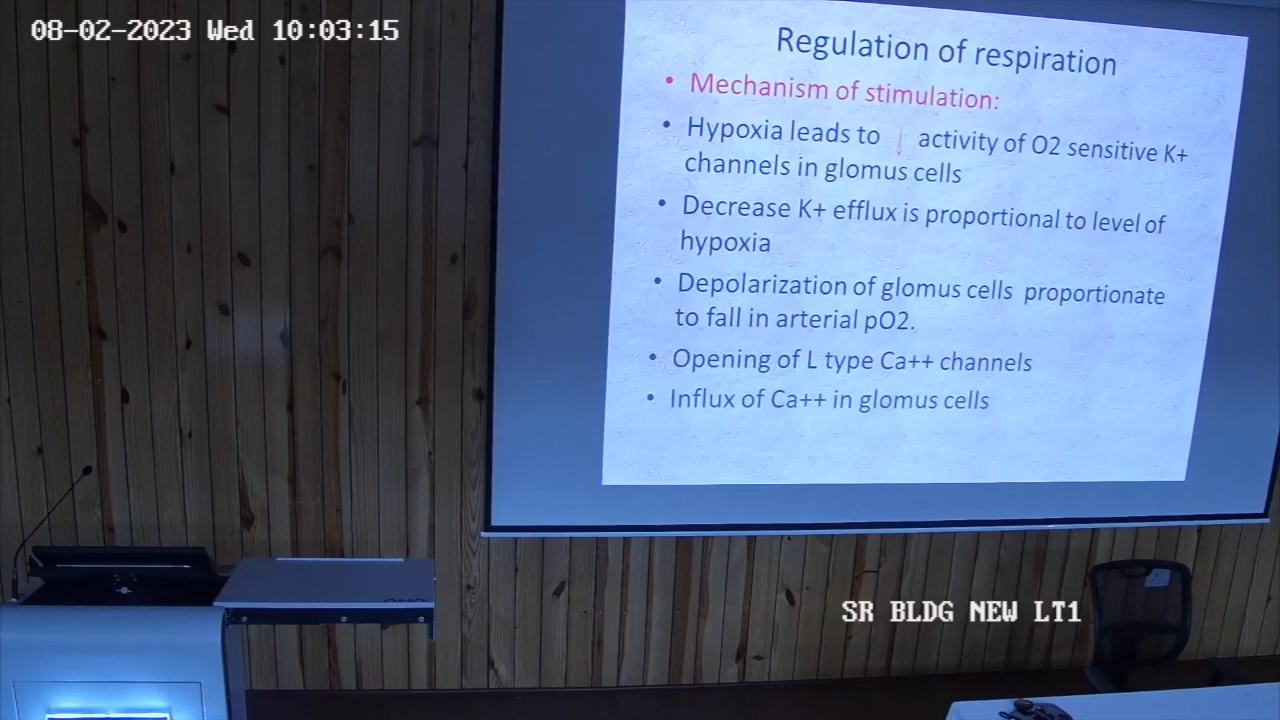 08-02-2023 Wed 10:03:15
Regulation of respiration
• Mechanism of stimulation:
• Hypoxia leads to ↓ activity of O2 sensitive K+
channels in glomus cells
• Decrease K+ efflux is proportional to level of
hypoxia
• Depolarization of glomus cells proportionate
to fall in arterial pO2.
• Opening of L type Ca++ channels
• Influx of Ca++ in glomus cells
SR BLDG NEW LT1